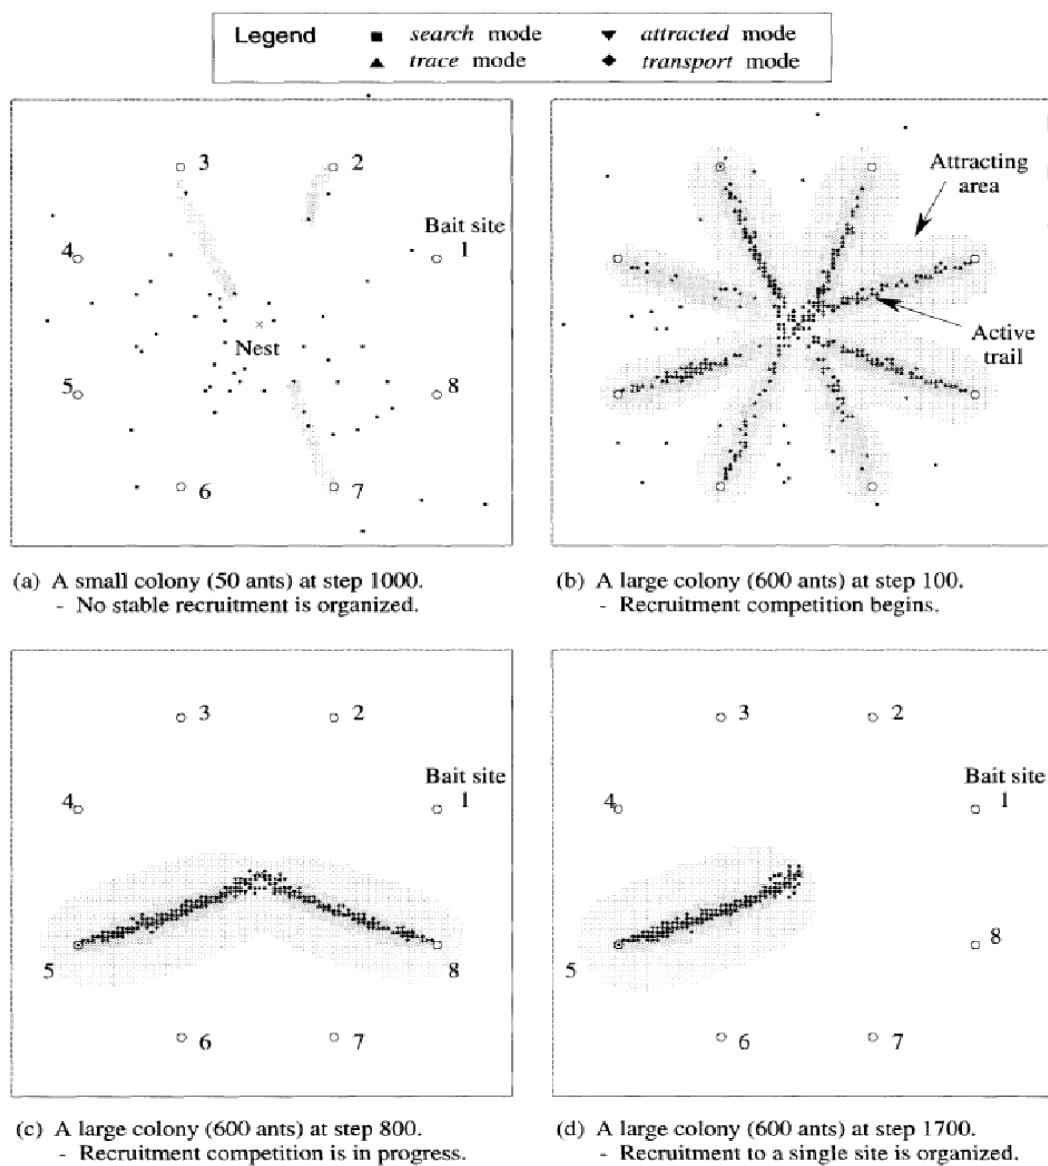 Legend
search mode
attracted mode
trace mode
transport mode
3
2
Bait site
4
1
Nest
5
8
6
7
Attracting
area
Active
trail
(a) A small colony (50 ants) at step 1000.
- No stable recruitment is organized.
(b) A large colony (600 ants) at step 100.
- Recruitment competition begins.
3
2
Bait site
4
1
5
8
6
7
3
2
Bait site
4
1
8
5
6
7
(c) A large colony (600 ants) at step 800.
- Recruitment competition is in progress.
(d) A large colony (600 ants) at step 1700.
- Recruitment to a single site is organized.